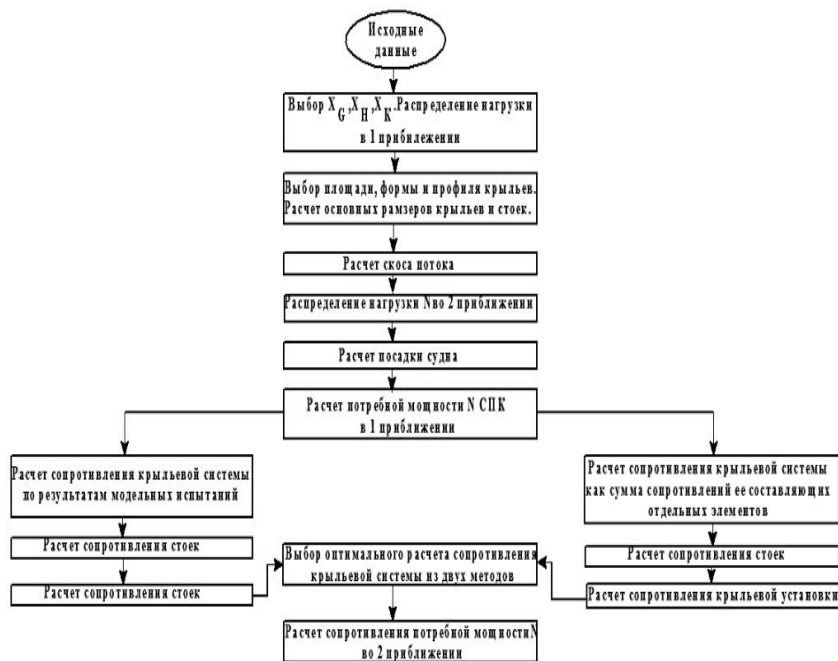 Исходные
данные
Выбор X_G,X_H,X_K.Распределение нагрузки
в 1 прибилежении
Выбор площади, формы и профиля крыльев.
Расчет основных рамзеров крыльев и стоек.
Расчет скоса потока
Распределение нагрузки Nво 2 приближении
Расчет посадки судна
Расчет потребной мощности N СПК
в 1 приближении
Расчет сопротивления крыльевой системы
по результатам модельных испытаний
Расчет сопротивления стоек
Расчет сопротивления стоек
Расчет сопротивления крыльевой системы
как сумма сопротивлений ее составляющих
отдельных элементов
Расчет сопротивления стоек
Расчет сопротивления крыльевой установки
Выбор оптимального расчета сопротивления
крыльевой системы из двух методов
Расчет сопротивления потребной мощности N
во 2 приближении